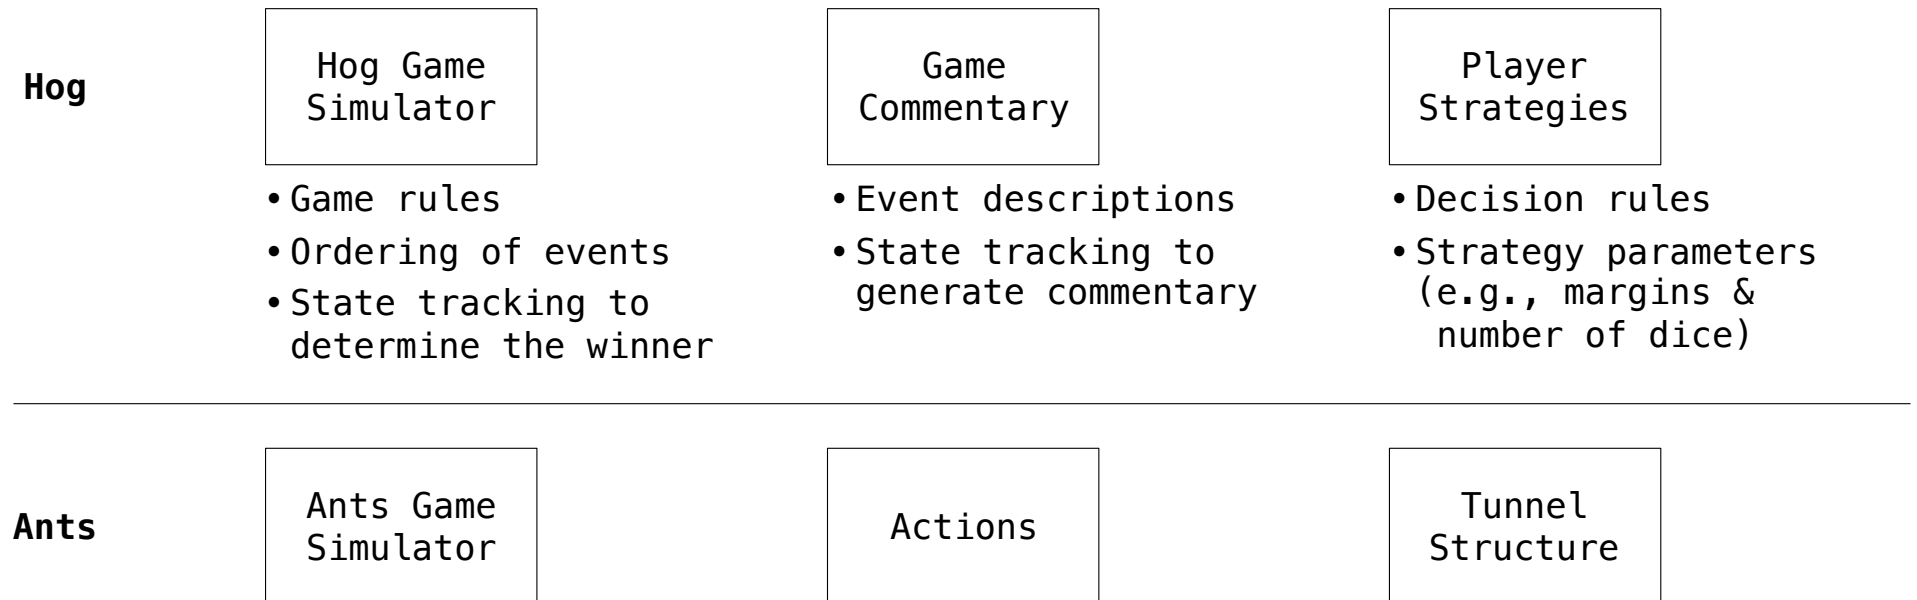 Hog
Hog Game
Simulator
• Game rules
• Ordering of events
• State tracking to
determine the winner
Game
Commentary
• Event descriptions
• State tracking to
generate commentary
Player
Strategies
• Decision rules
• Strategy parameters
(e.g., margins &
number of dice)
Ants
Ants Game
Simulator
Actions
Tunnel
Structure